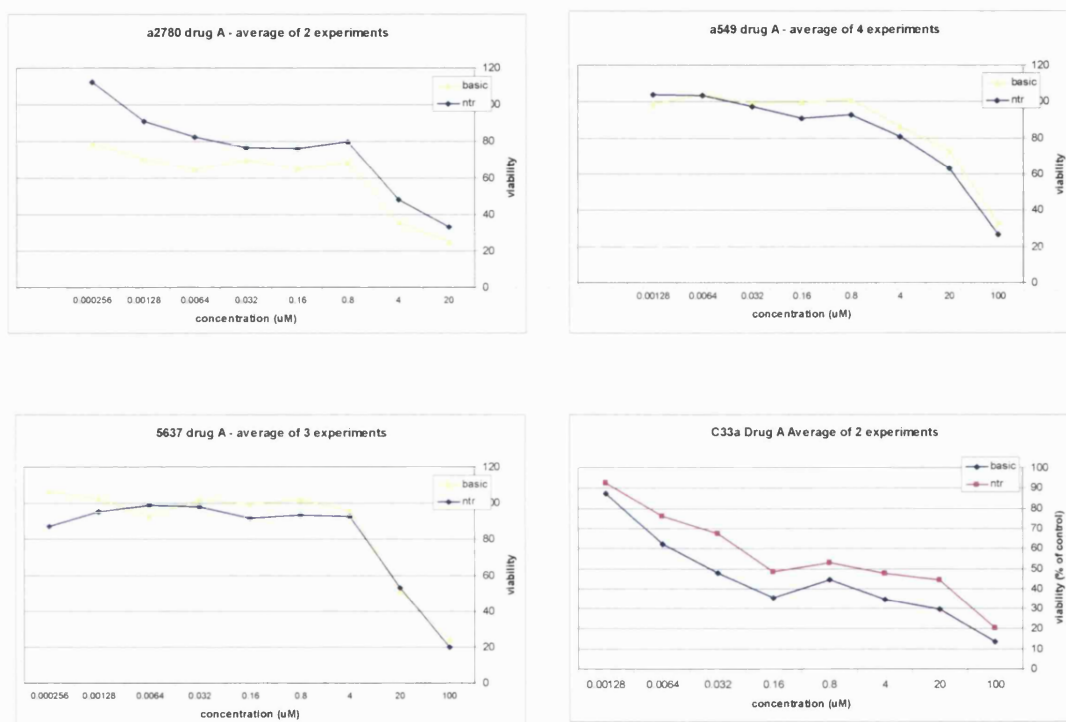 a2780 drug A - average of 2 experiments
120
basic
ntr
80
60
40
20
0
viability
0.000256 0.00128 0.0064 0.032 0.16 0.8 4 20
concentration (uM)
a549 drug A - average of 4 experiments
120
basic
ntr
80
60
40
20
0
viability
0.00128 0.0064 0.032 0.16 0.8 4 20 100
concentration (uM)
5637 drug A - average of 3 experiments
120
basic
ntr
80
60
40
20
0
viability
0.000256 0.00128 0.0064 0.032 0.16 0.8 4 20 100
concentration (uM)
C33a Drug A Average of 2 experiments
basic
ntr
100
90
80
70
60
50
40
30
20
10
0
viability (% of control)
0.00128 0.0064 0.032 0.16 0.8 4 20 100
concentration (uM)